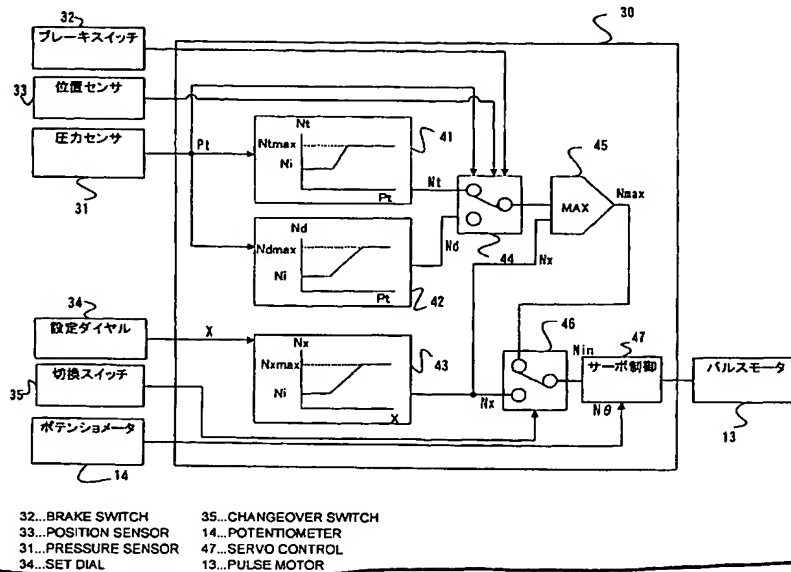 32
ブレーキスイッチ
30
33
位置センサ
圧力センサ
31
Pt
Nt
Ntmax
Ni
Pt
41
Nt
Nd
Ndmax
Ni
Pt
42
Nd
44
45
MAX
Nmax
Nx
34
設定ダイヤル
X
切換スイッチ
35
ポテンショメータ
14
Nx
Nxmax
Ni
X
43
Nx
46
Nin
47
サーボ制御
Nθ
パルスモータ
13
32...BRAKE SWITCH
33...POSITION SENSOR
31...PRESSURE SENSOR
34...SET DIAL
35...CHANGEOVER SWITCH
14...POTENTIOMETER
47...SERVO CONTROL
13...PULSE MOTOR